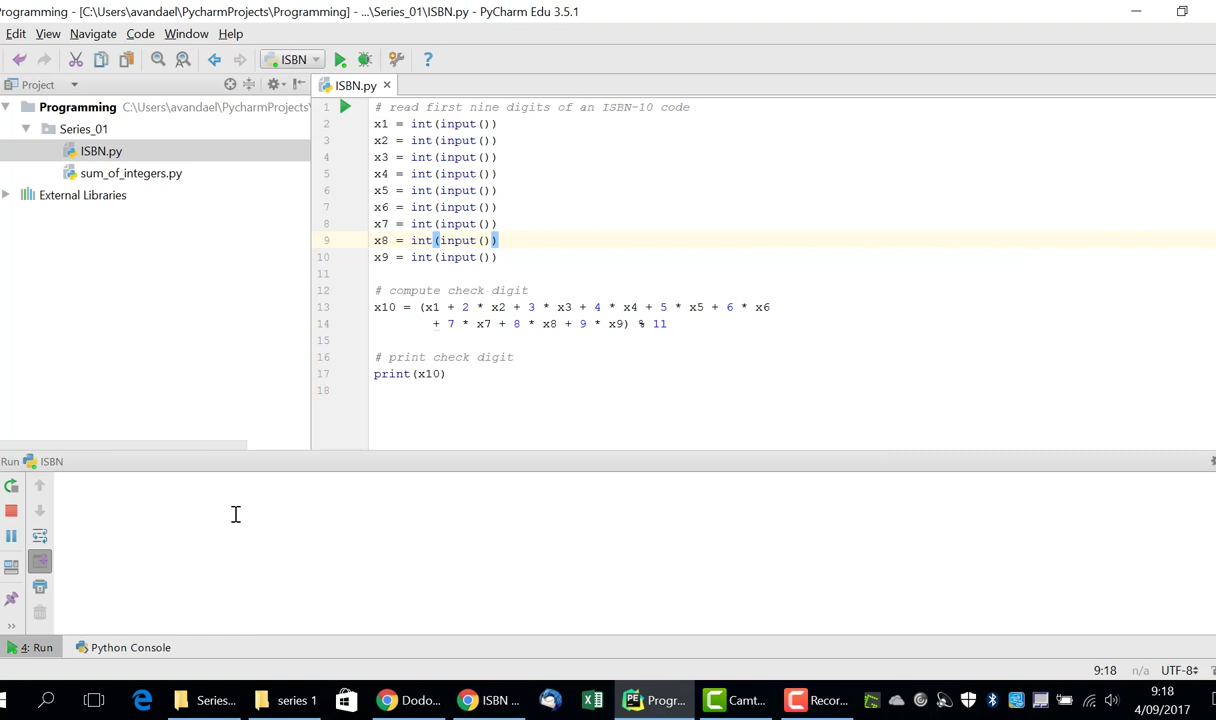 Programming - [C:\Users\avandael\PycharmProjects\Programming] - ...\Series_01\ISBN.py - PyCharm Edu 3.5.1
Edit View Navigate Code Window Help
ISBN
Project
ISBN.py
Programming C:\Users\avandael\PycharmProjects\
Series_01
ISBN.py
sum_of_integers.py
External Libraries
1 # read first nine digits of an ISBN-10 code
2 x1 = int(input())
3 x2 = int(input())
4 x3 = int(input())
5 x4 = int(input())
6 x5 = int(input())
7 x6 = int(input())
8 x7 = int(input())
9 x8 = int(input())
10 x9 = int(input())
11
12 # compute check digit
13 x10 = (x1 + 2 * x2 + 3 * x3 + 4 * x4 + 5 * x5 + 6 * x6
14 + 7 * x7 + 8 * x8 + 9 * x9) % 11
15
16 # print check digit
17 print(x10)
18
Run ISBN
4: Run Python Console
9:18 n/a UTF-8
Series... series 1 Dodo... ISBN ... Progr... Camt... Recor...
9:18
4/09/2017